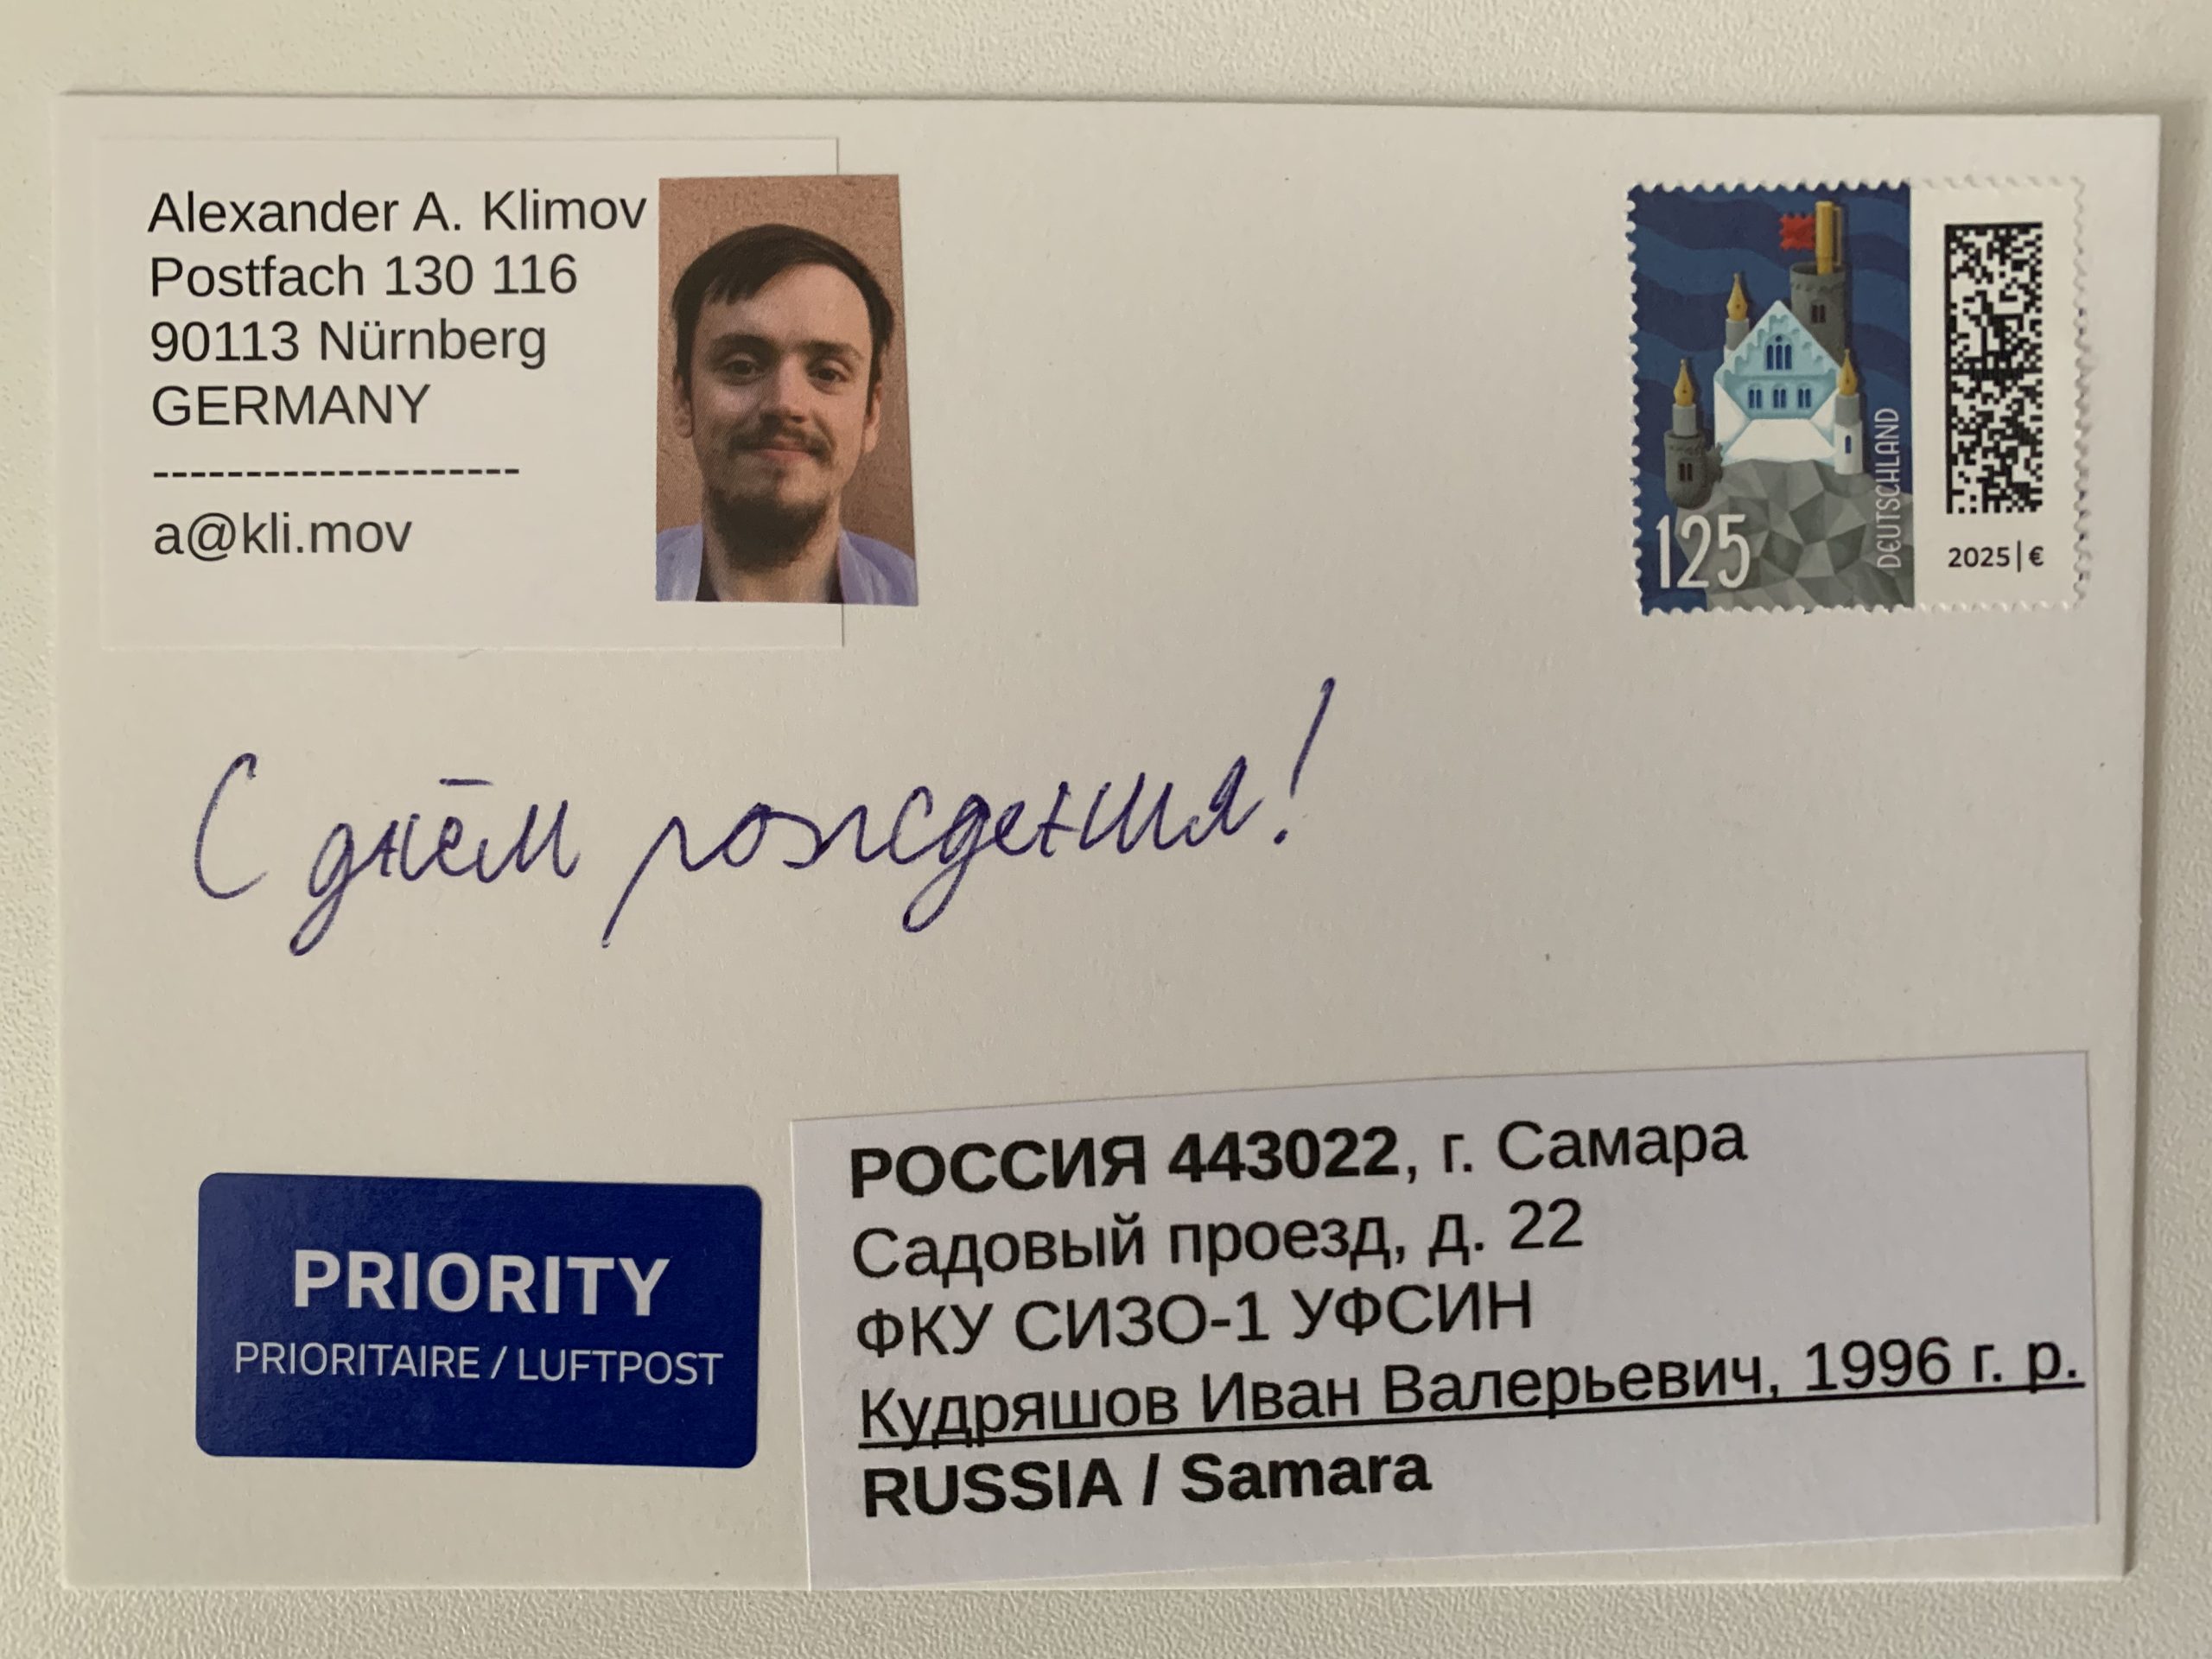 Alexander A. Klimov
Postfach 130 116
90113 Nürnberg
GERMANY
--------------------
a@kli.mov
125
DEUTSCHLAND
2025|€
С днём рождения!
PRIORITY
PRIORITAIRE / LUFTPOST
РОССИЯ 443022, г. Самара
Садовый проезд, д. 22
ФКУ СИЗО-1 УФСИН
Кудряшов Иван Валерьевич, 1996 г. р.
RUSSIA / Samara